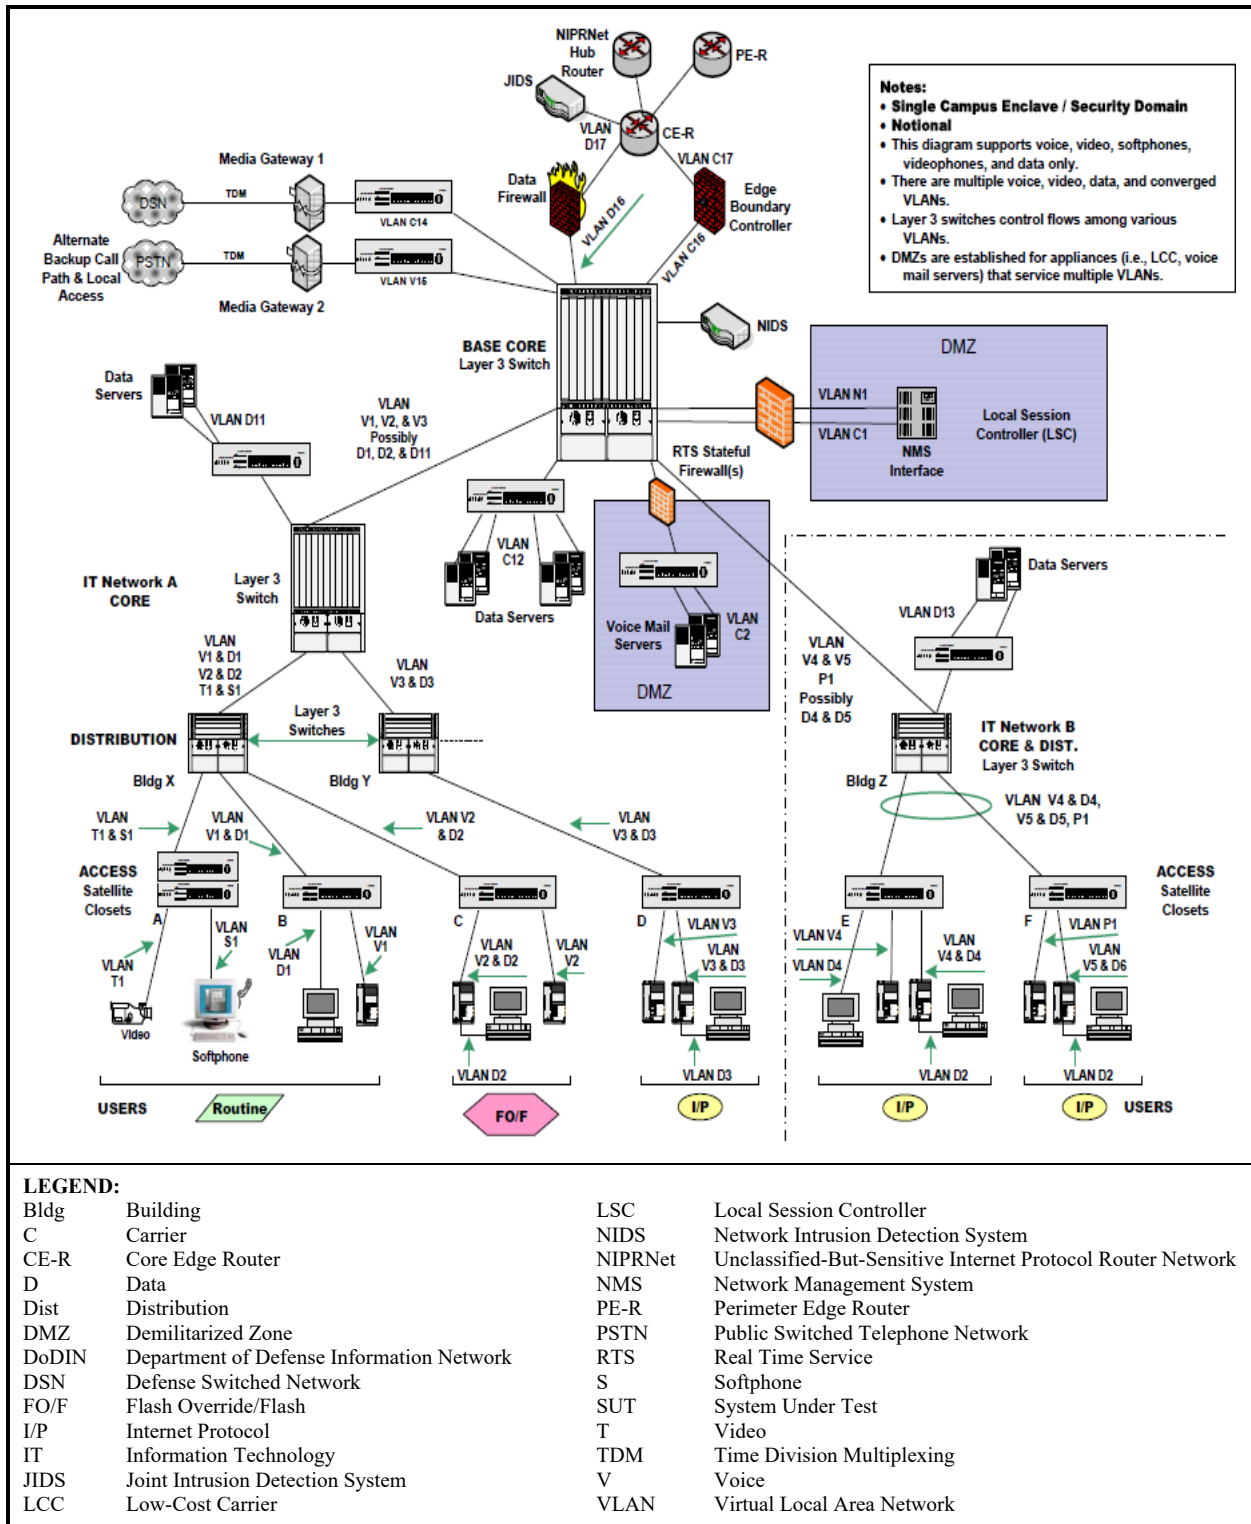 NIPRNet
Hub
Router
PE-R
JIDS
VLAN
D17
CE-R
VLAN C17
Data
Firewall
Edge
Boundary
Controller
VLAN D16
VLAN C16
Notes:
• Single Campus Enclave / Security Domain
• Notional
• This diagram supports voice, video, softphones,
videophones, and data only.
• There are multiple voice, video, data, and converged
VLANs.
• Layer 3 switches control flows among various
VLANs.
• DMZs are established for appliances (i.e., LCC, voice
mail servers) that service multiple VLANs.
Media Gateway 1
DSN
TDM
VLAN C14
Alternate
Backup Call
Path & Local
Access
PSTN
TDM
VLAN V15
Media Gateway 2
BASE CORE
Layer 3 Switch
NIDS
DMZ
VLAN N1
VLAN C1
NMS
Interface
Local Session
Controller (LSC)
RTS Stateful
Firewall(s)
Data
Servers
VLAN D11
VLAN
V1, V2, & V3
Possibly
D1, D2, & D11
IT Network A
CORE
Layer 3
Switch
VLAN
C12
Data Servers
Voice Mail
Servers
VLAN
C2
DMZ
Data Servers
VLAN D13
VLAN
V4 & V5
P1
Possibly
D4 & D5
VLAN
V1 & D1
V2 & D2
T1 & S1
VLAN
V3 & D3
Layer 3
Switches
DISTRIBUTION
Bldg X
Bldg Y
IT Network B
CORE & DIST.
Layer 3 Switch
Bldg Z
VLAN V4 & D4,
V5 & D5, P1
VLAN
T1 & S1
VLAN
V1 & D1
VLAN V2
& D2
VLAN
V3 & D3
ACCESS
Satellite
Closets
A
B
C
D
E
F
ACCESS
Satellite
Closets
VLAN
T1
VLAN
S1
VLAN
D1
VLAN
V1
VLAN
V2 & D2
VLAN
V2
VLAN V3
VLAN
V3 & D3
VLAN V4
VLAN D4
VLAN
V4 & D4
VLAN P1
VLAN
V5 & D6
Video
Softphone
VLAN D2
VLAN D3
VLAN D2
VLAN D2
USERS
Routine
FO/F
I/P
I/P
I/P
USERS
LEGEND:
Bldg Building
C Carrier
CE-R Core Edge Router
D Data
Dist Distribution
DMZ Demilitarized Zone
DoDIN Department of Defense Information Network
DSN Defense Switched Network
FO/F Flash Override/Flash
I/P Internet Protocol
IT Information Technology
JIDS Joint Intrusion Detection System
LCC Low-Cost Carrier
LSC Local Session Controller
NIDS Network Intrusion Detection System
NIPRNet Unclassified-But-Sensitive Internet Protocol Router Network
NMS Network Management System
PE-R Perimeter Edge Router
PSTN Public Switched Telephone Network
RTS Real Time Service
S Softphone
SUT System Under Test
T Video
TDM Time Division Multiplexing
V Voice
VLAN Virtual Local Area Network